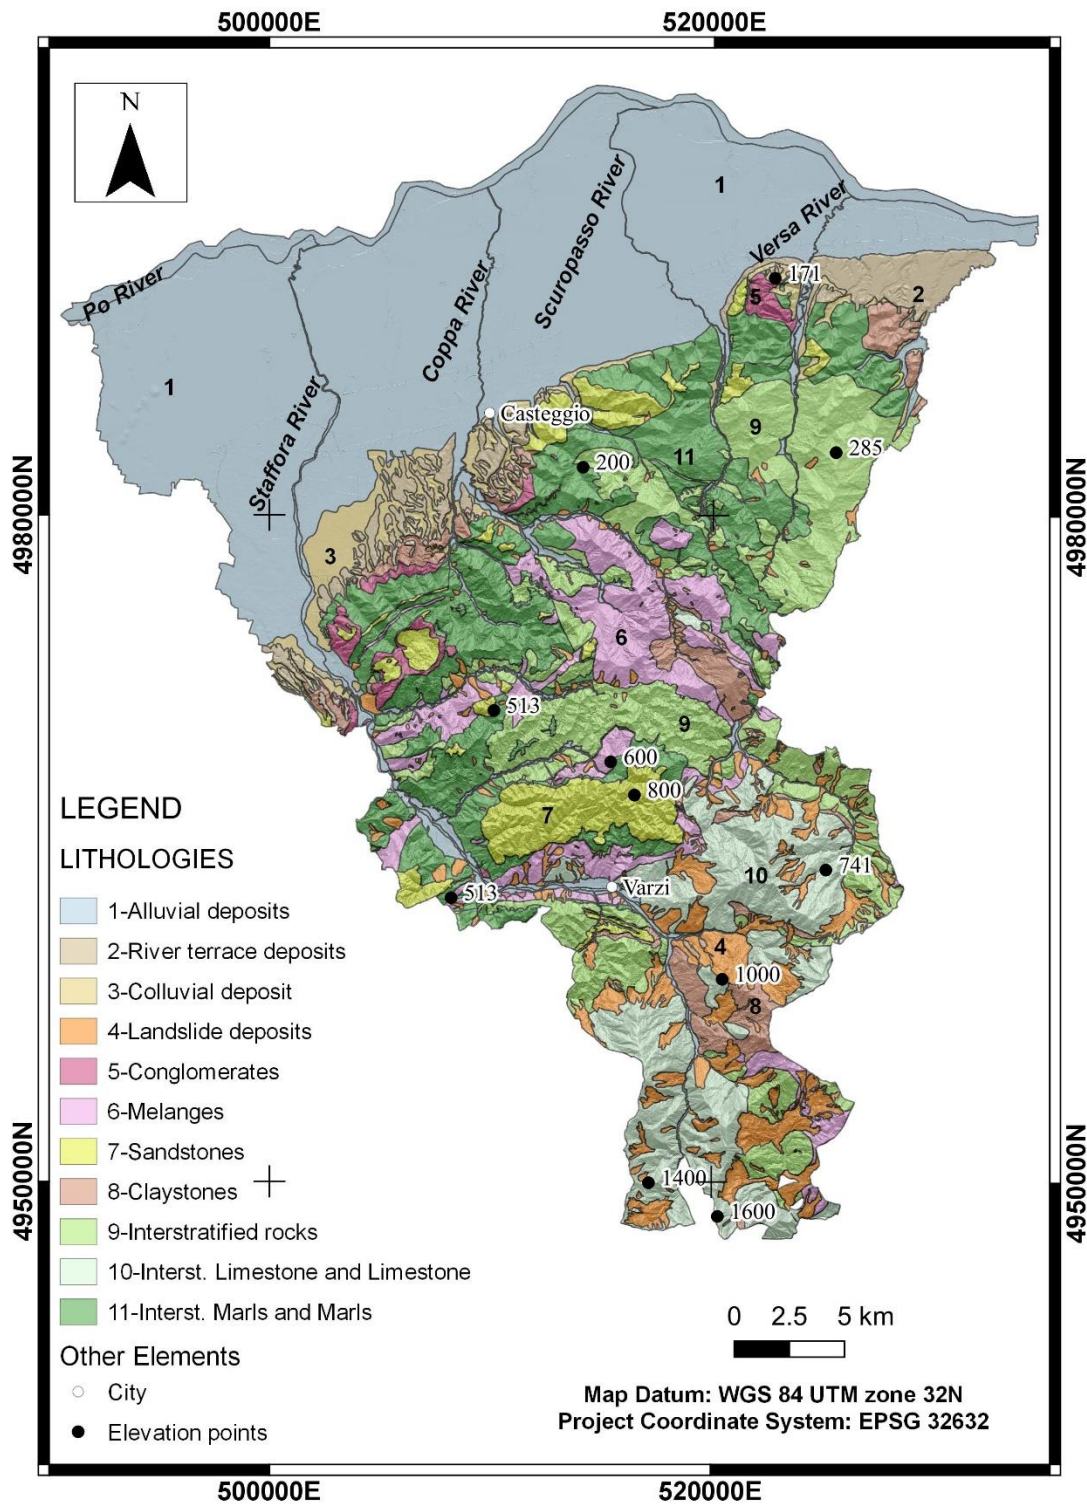 500000E 520000E
N
Po River
Staffora River
Coppa River
Scuropasso River
Versa River
1
1
171
5
2
Casteggio
9
285
11
200
4980000N
4980000N
3
6
513
9
600
800
7
741
10
Varzi
513
4
1000
8
1400
1600
4950000N
4950000N
LEGEND
LITHOLOGIES
1-Alluvial deposits
2-River terrace deposits
3-Colluvial deposit
4-Landslide deposits
5-Conglomerates
6-Melanges
7-Sandstones
8-Claystones
9-Interstratified rocks
10-Interst. Limestone and Limestone
11-Interst. Marls and Marls
Other Elements
City
Elevation points
0 2.5 5 km
Map Datum: WGS 84 UTM zone 32N
Project Coordinate System: EPSG 32632
500000E 520000E